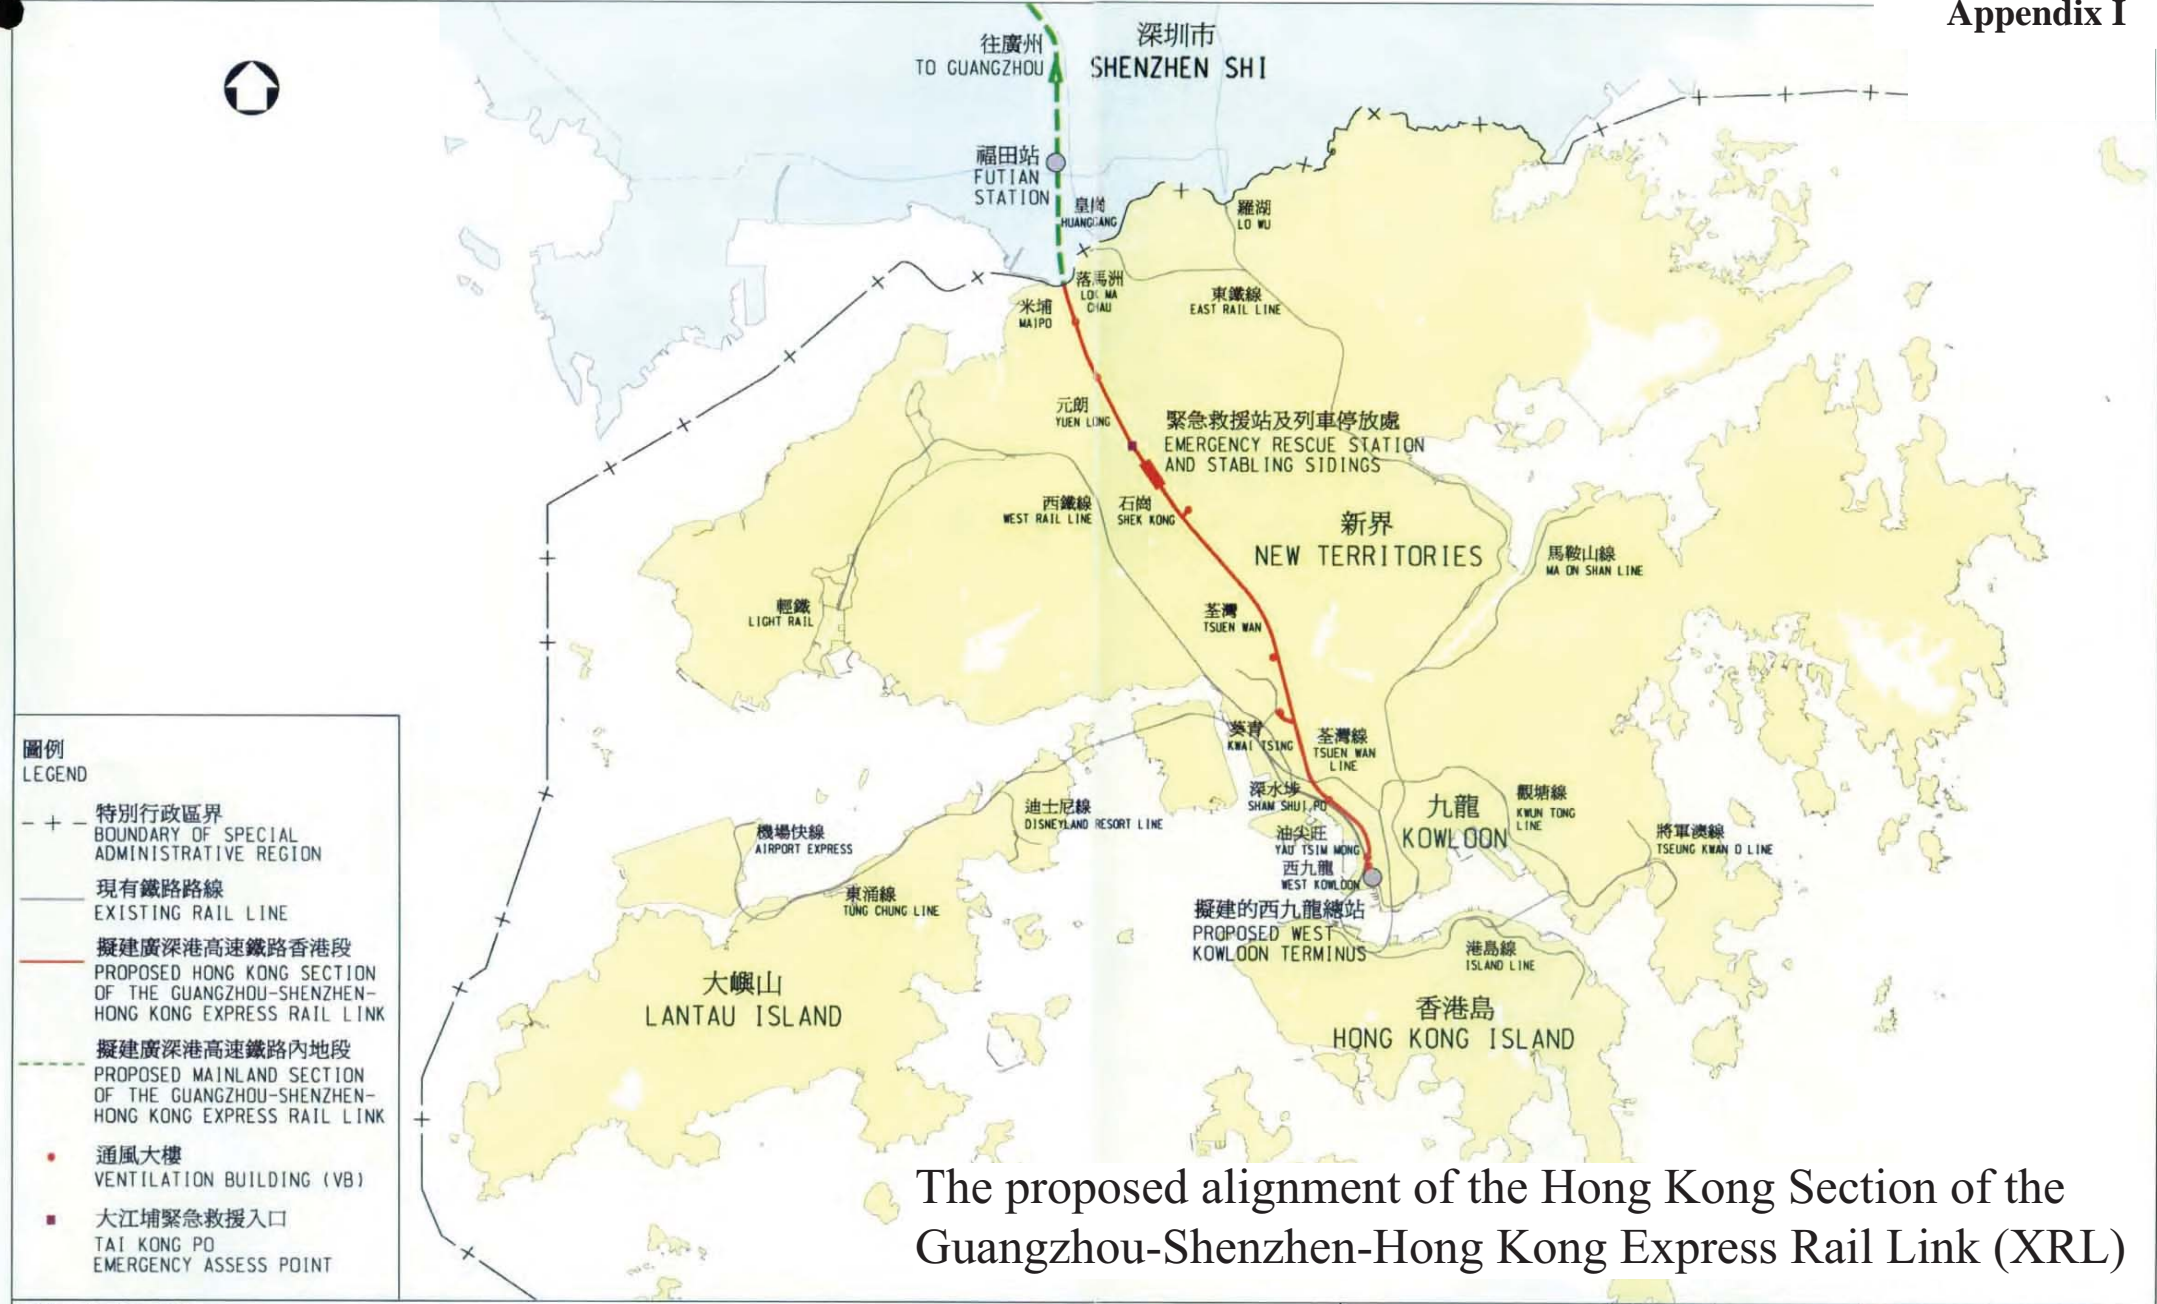 Appendix I
往廣州
TO GUANGZHOU
深圳市
SHENZHEN SHI
福田站
FUTIAN
STATION
皇崗
HUANGGANG
羅湖
LO WU
落馬洲
LOK MA
CHAU
米埔
MAIPO
東鐵線
EAST RAIL LINE
元朗
YUEN LONG
緊急救援站及列車停放處
EMERGENCY RESCUE STATION
AND STABLING SIDINGS
西鐵線
WEST RAIL LINE
石崗
SHEK KONG
新界
NEW TERRITORIES
馬鞍山線
MA ON SHAN LINE
輕鐵
LIGHT RAIL
荃灣
TSUEN WAN
葵青
KWAI TSING
荃灣線
TSUEN WAN
LINE
深水埗
SHAM SHUI PO
迪士尼線
DISNEYLAND RESORT LINE
機場快線
AIRPORT EXPRESS
東涌線
TUNG CHUNG LINE
油尖旺
YAU TSIM MONG
西九龍
WEST KOWLOON
九龍
KOWLOON
觀塘線
KWUN TONG
LINE
將軍澳線
TSEUNG KWAN O LINE
擬建的西九龍總站
PROPOSED WEST
KOWLOON TERMINUS
港島線
ISLAND LINE
大嶼山
LANTAU ISLAND
香港島
HONG KONG ISLAND
圖例
LEGEND
特別行政區界
BOUNDARY OF SPECIAL
ADMINISTRATIVE REGION
現有鐵路路線
EXISTING RAIL LINE
擬建廣深港高速鐵路香港段
PROPOSED HONG KONG SECTION
OF THE GUANGZHOU-SHENZHEN-
HONG KONG EXPRESS RAIL LINK
擬建廣深港高速鐵路內地段
PROPOSED MAINLAND SECTION
OF THE GUANGZHOU-SHENZHEN-
HONG KONG EXPRESS RAIL LINK
通風大樓
VENTILATION BUILDING (VB)
大江埔緊急救援入口
TAI KONG PO
EMERGENCY ASSESS POINT
The proposed alignment of the Hong Kong Section of the
Guangzhou-Shenzhen-Hong Kong Express Rail Link (XRL)